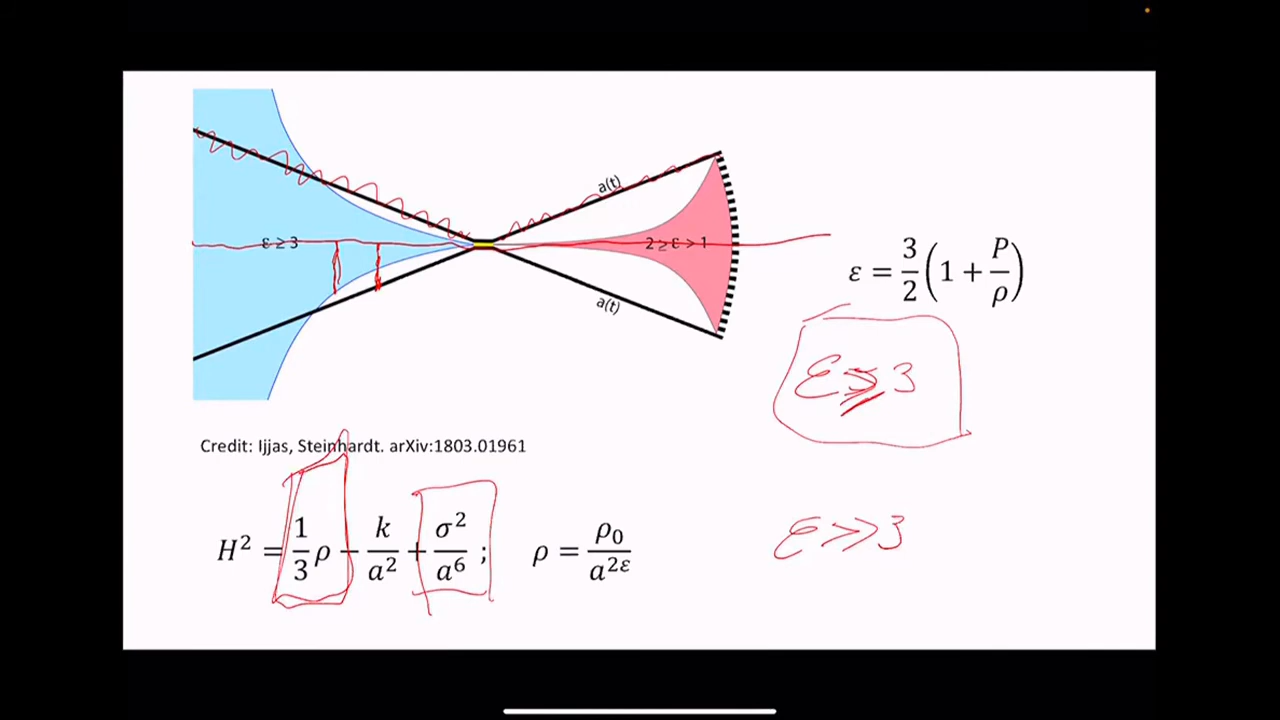 a(t)
ε ≥ 3
2 ≥ ε > 1
a(t)
ε = 3/2 (1 + P/ρ)
ε ≥ 3
Credit: Ijjas, Steinhardt. arXiv:1803.01961
H² = 1/3 ρ − k/a² + σ²/a⁶ ; ρ = ρ₀/a²ᵋ
ε >> 3